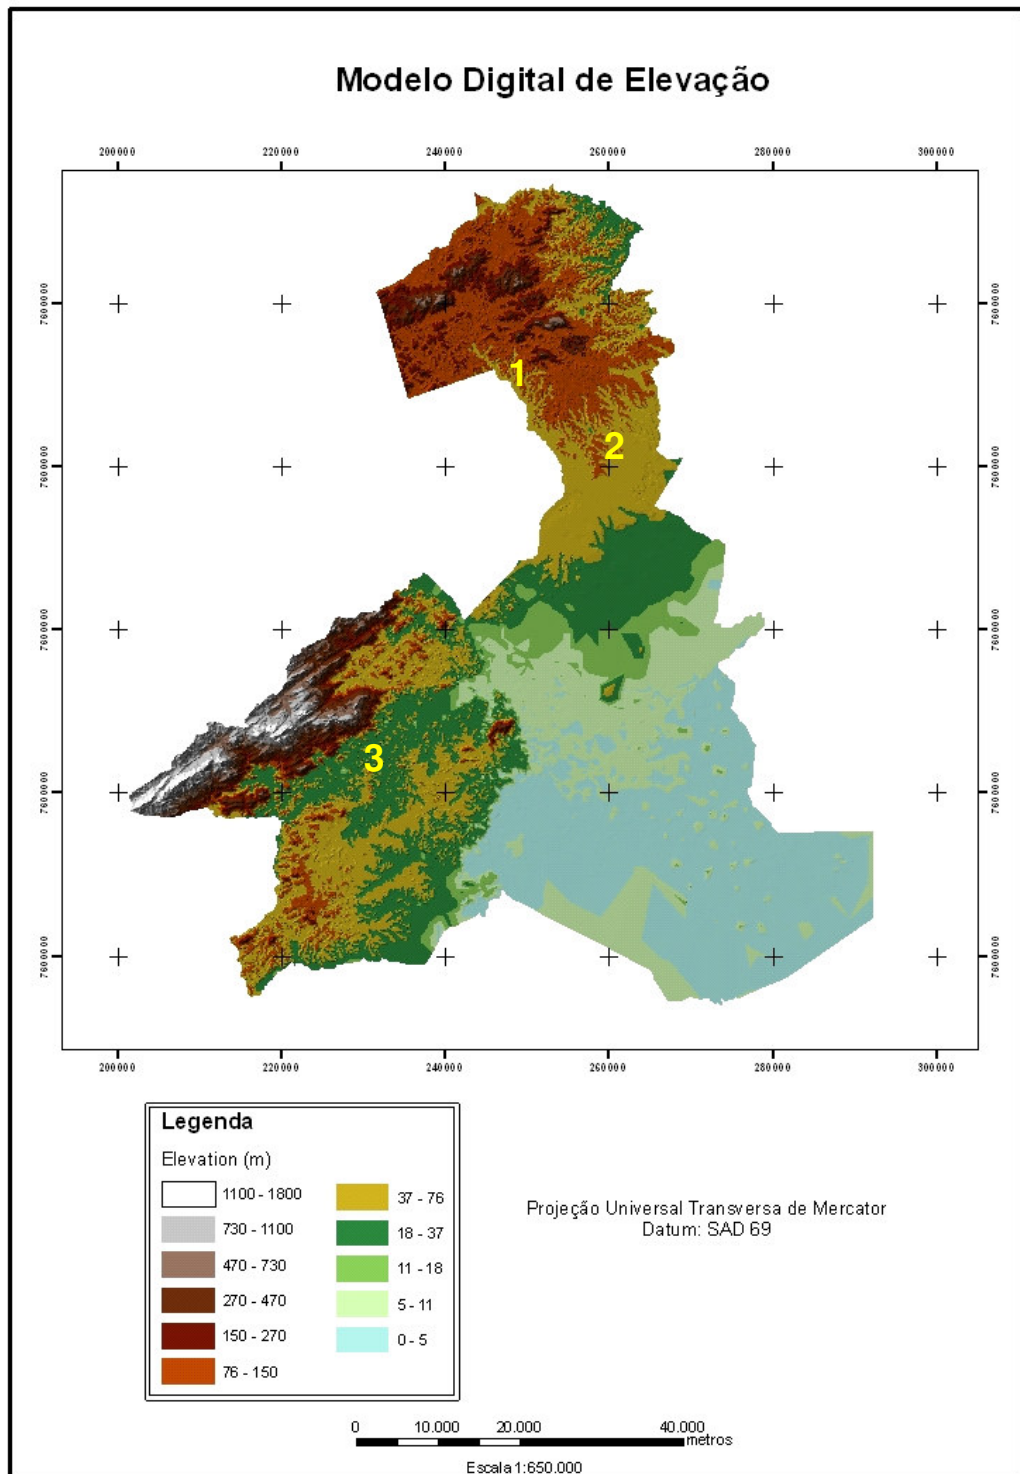 Modelo Digital de Elevação
200000 220000 240000 260000 280000 300000
1
2
3
200000 220000 240000 260000 280000 300000
Legenda
Elevation (m)
1100 - 1800
730 - 1100
470 - 730
270 - 470
150 - 270
76 - 150
37 - 76
18 - 37
11 - 18
5 - 11
0 - 5
Projeção Universal Transversa de Mercator
Datum: SAD 69
0 10.000 20.000 40.000
metros
Escala 1:650.000